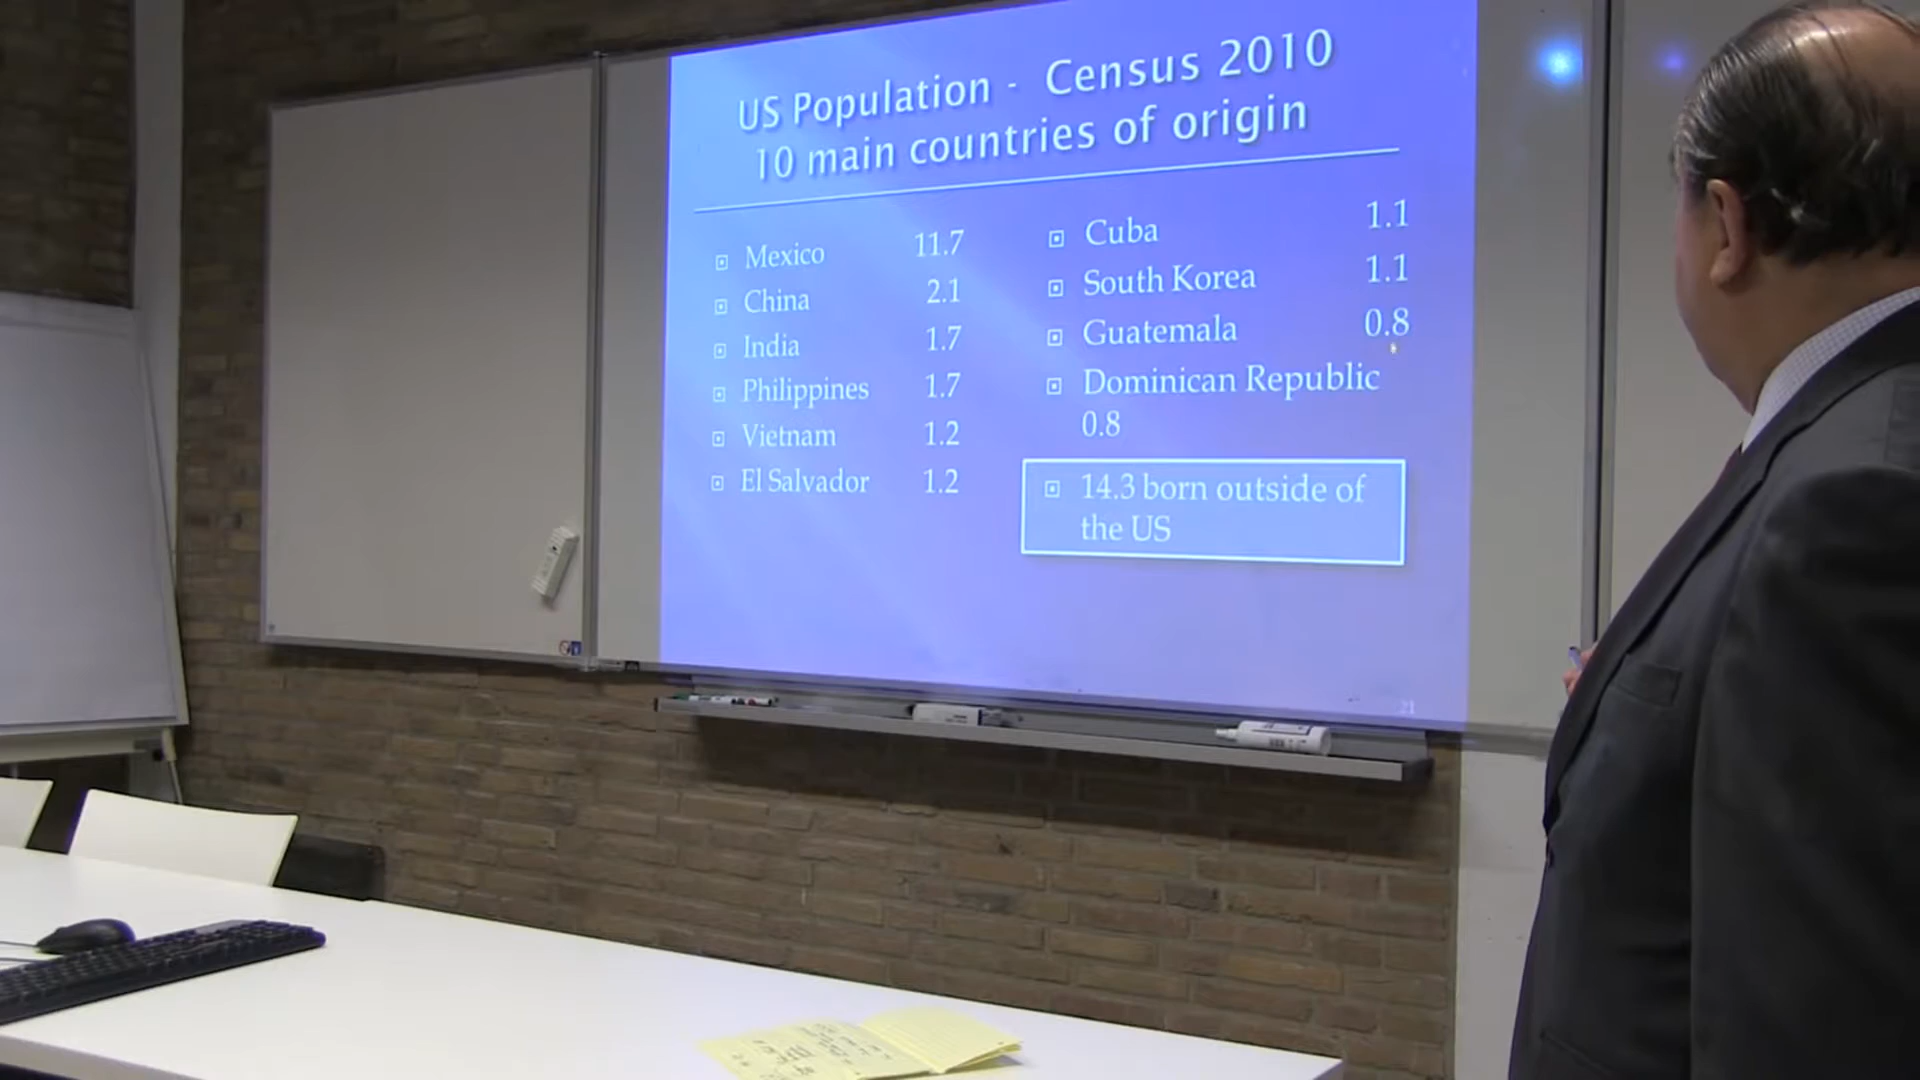 US Population - Census 2010
10 main countries of origin
Mexico 11.7
China 2.1
India 1.7
Philippines 1.7
Vietnam 1.2
El Salvador 1.2
Cuba 1.1
South Korea 1.1
Guatemala 0.8
Dominican Republic
0.8
14.3 born outside of
the US
21